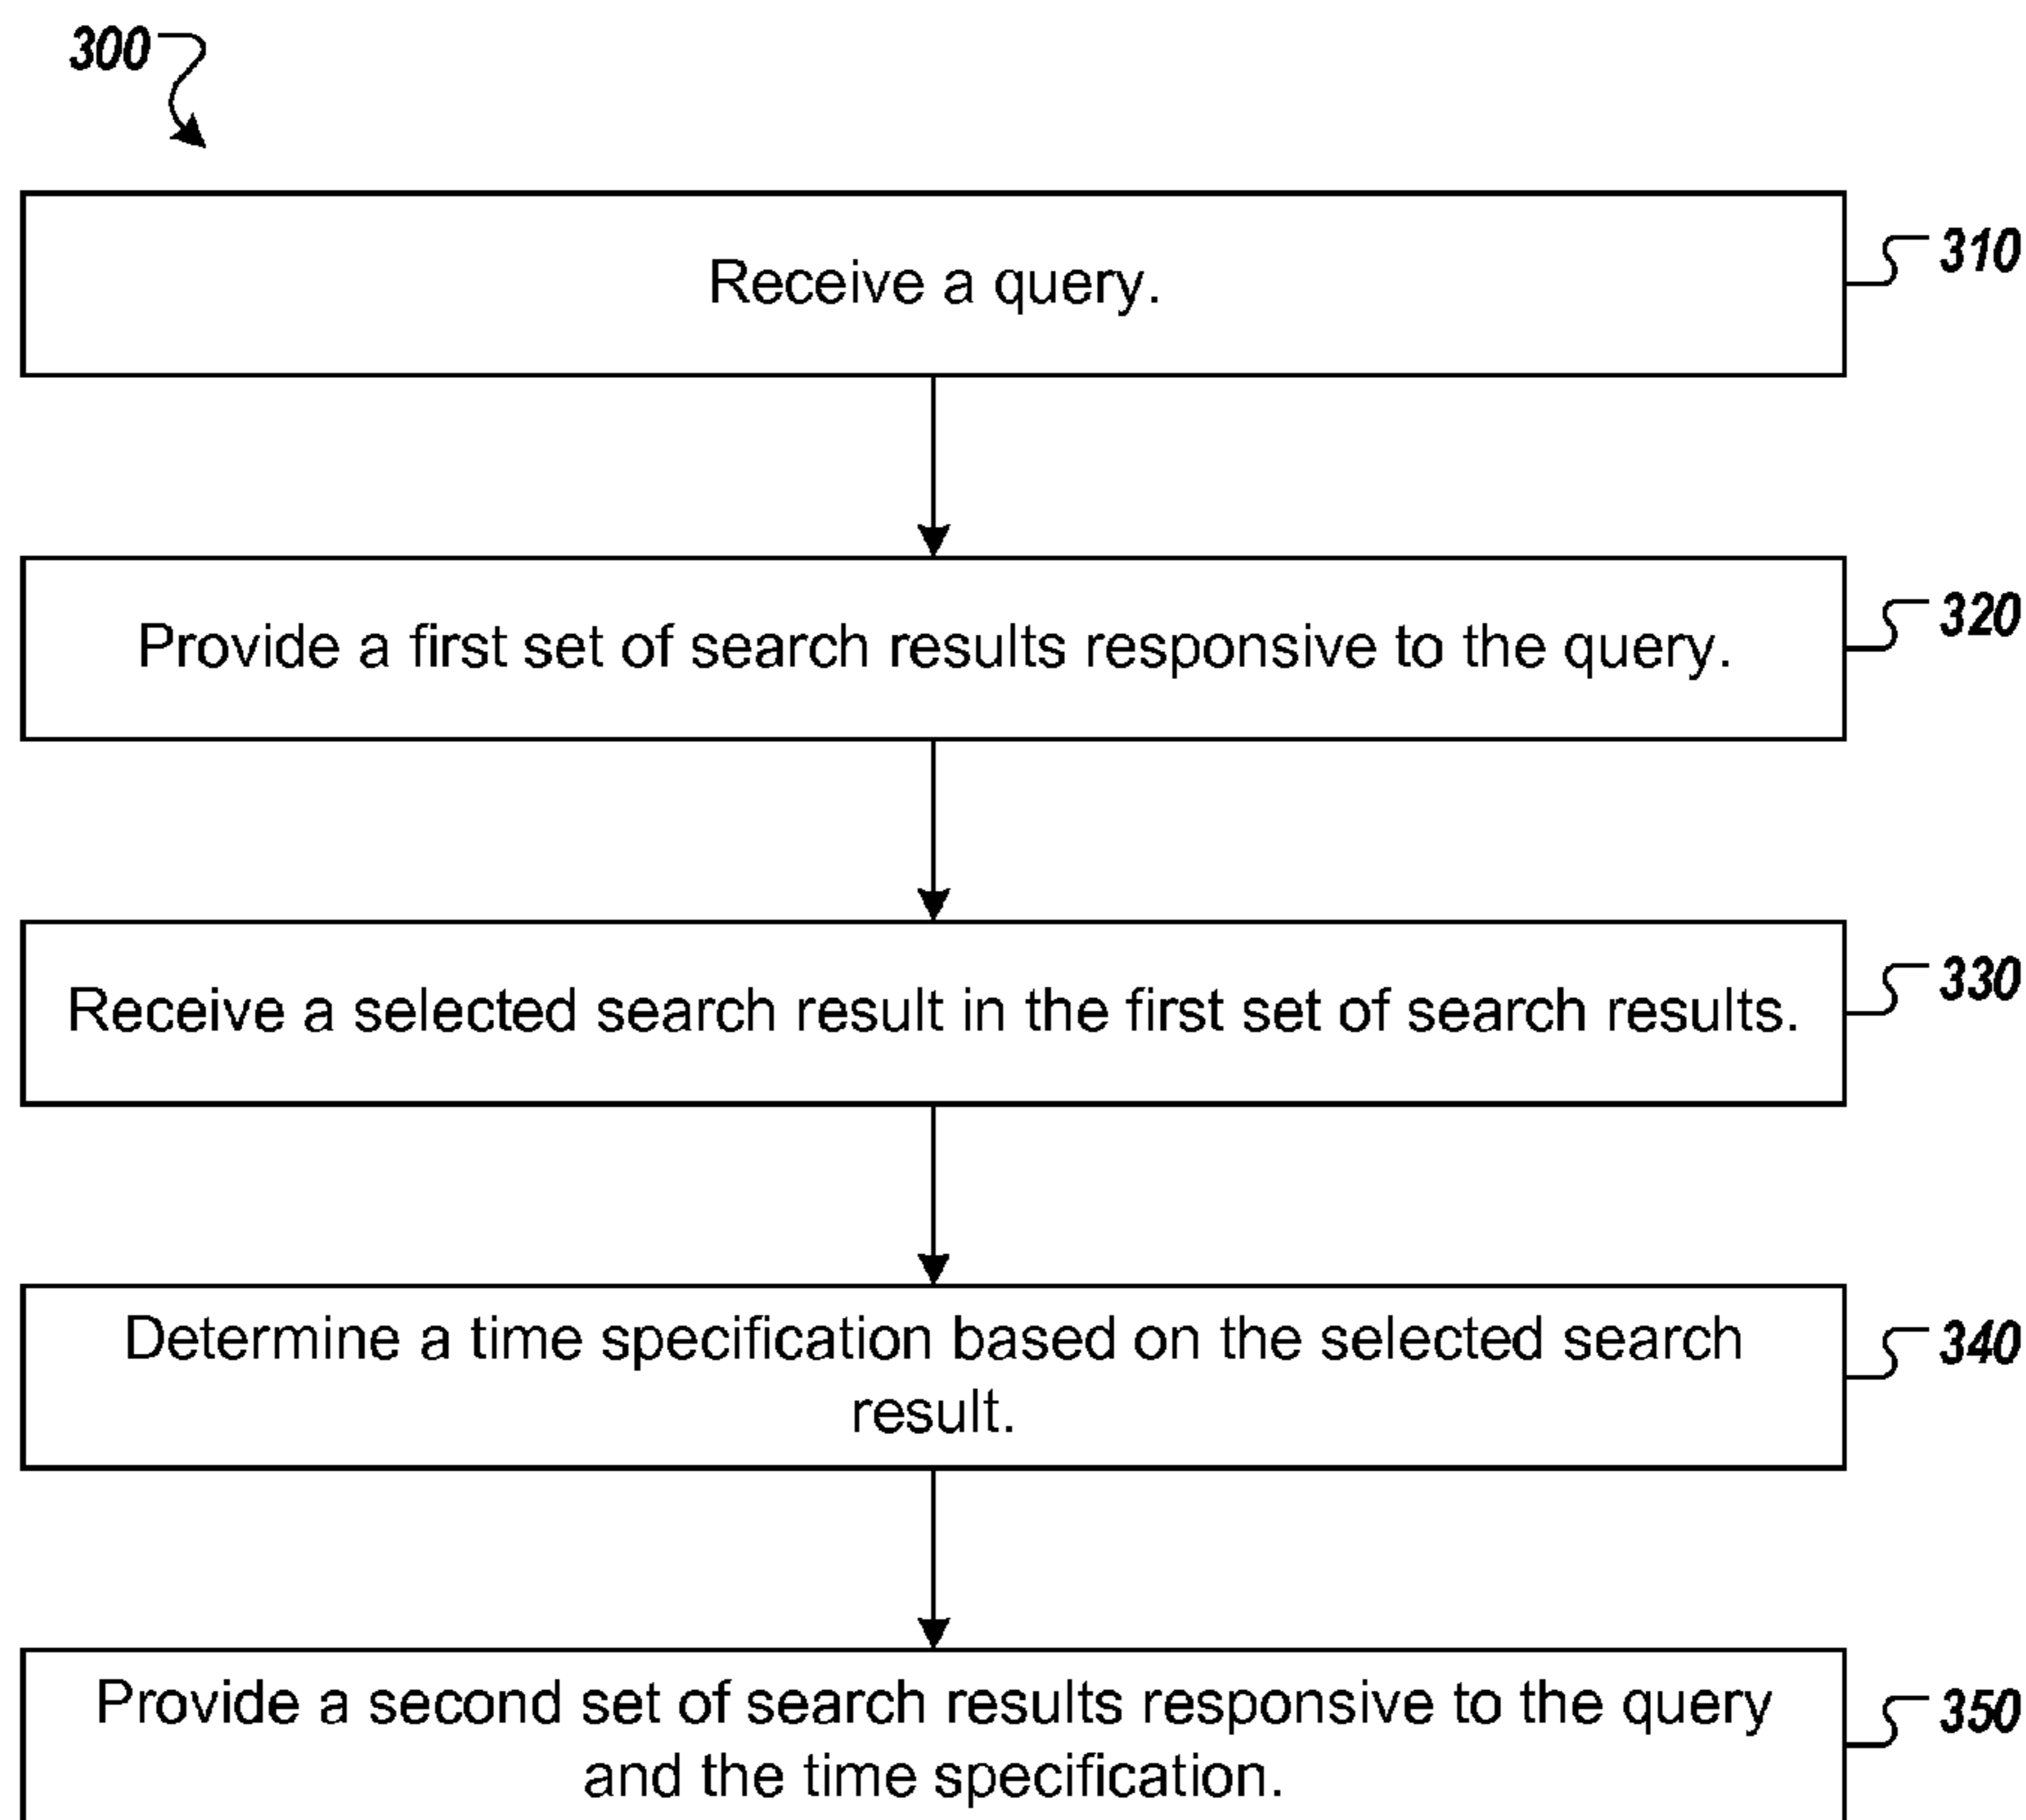 300
Receive a query.
310
Provide a first set of search results responsive to the query.
320
Receive a selected search result in the first set of search results.
330
Determine a time specification based on the selected search
result.
340
Provide a second set of search results responsive to the query
and the time specification.
350